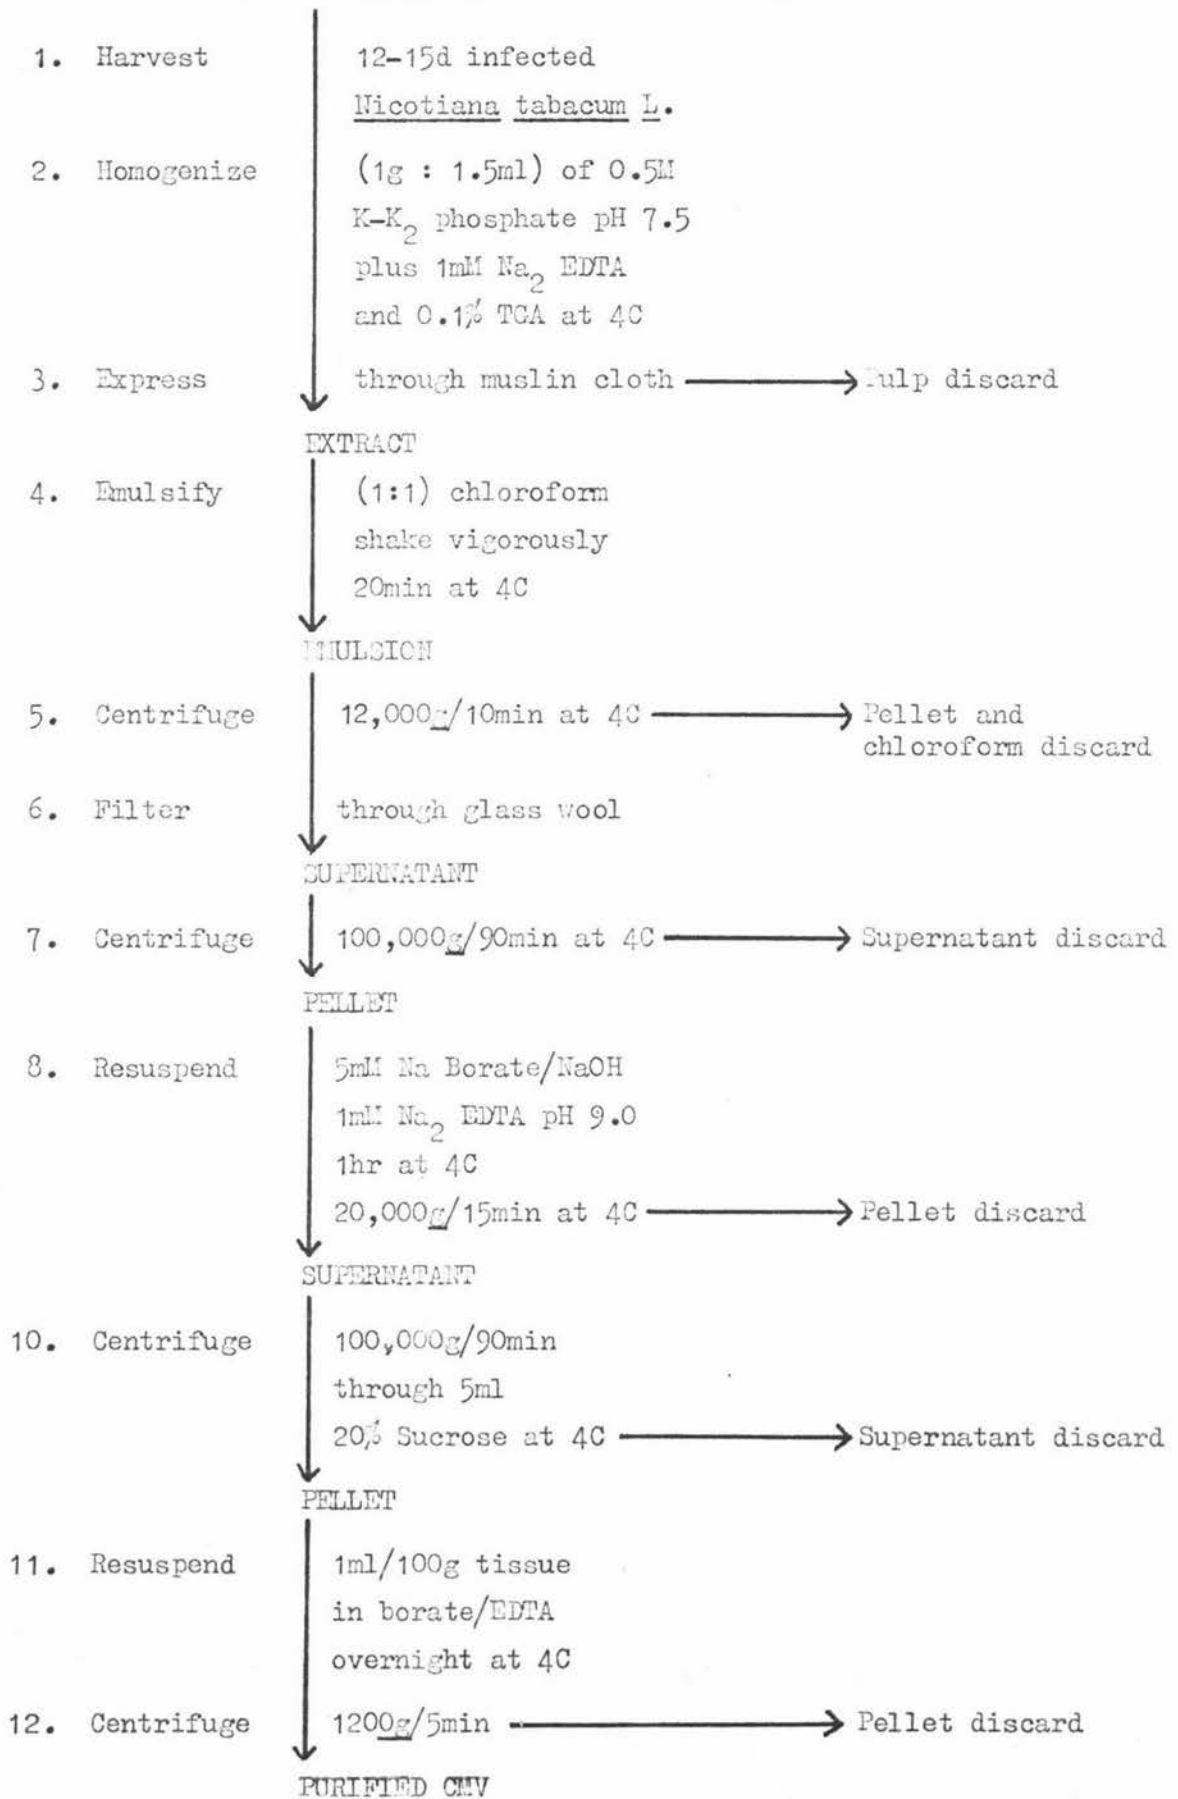 1. Harvest 12-15d infected
Nicotiana tabacum L.
2. Homogenize (1g : 1.5ml) of 0.5M
K-K2 phosphate pH 7.5
plus 1mM Na2 EDTA
and 0.1% TGA at 4C
3. Express through muslin cloth → Pulp discard
EXTRACT
4. Emulsify (1:1) chloroform
shake vigorously
20min at 4C
EMULSION
5. Centrifuge 12,000g/10min at 4C → Pellet and
chloroform discard
6. Filter through glass wool
SUPERNATANT
7. Centrifuge 100,000g/90min at 4C → Supernatant discard
PELLET
8. Resuspend 5mM Na Borate/NaOH
1mM Na2 EDTA pH 9.0
1hr at 4C
20,000g/15min at 4C → Pellet discard
SUPERNATANT
10. Centrifuge 100,000g/90min
through 5ml
20% Sucrose at 4C → Supernatant discard
PELLET
11. Resuspend 1ml/100g tissue
in borate/EDTA
overnight at 4C
12. Centrifuge 1200g/5min → Pellet discard
PURIFIED CMV